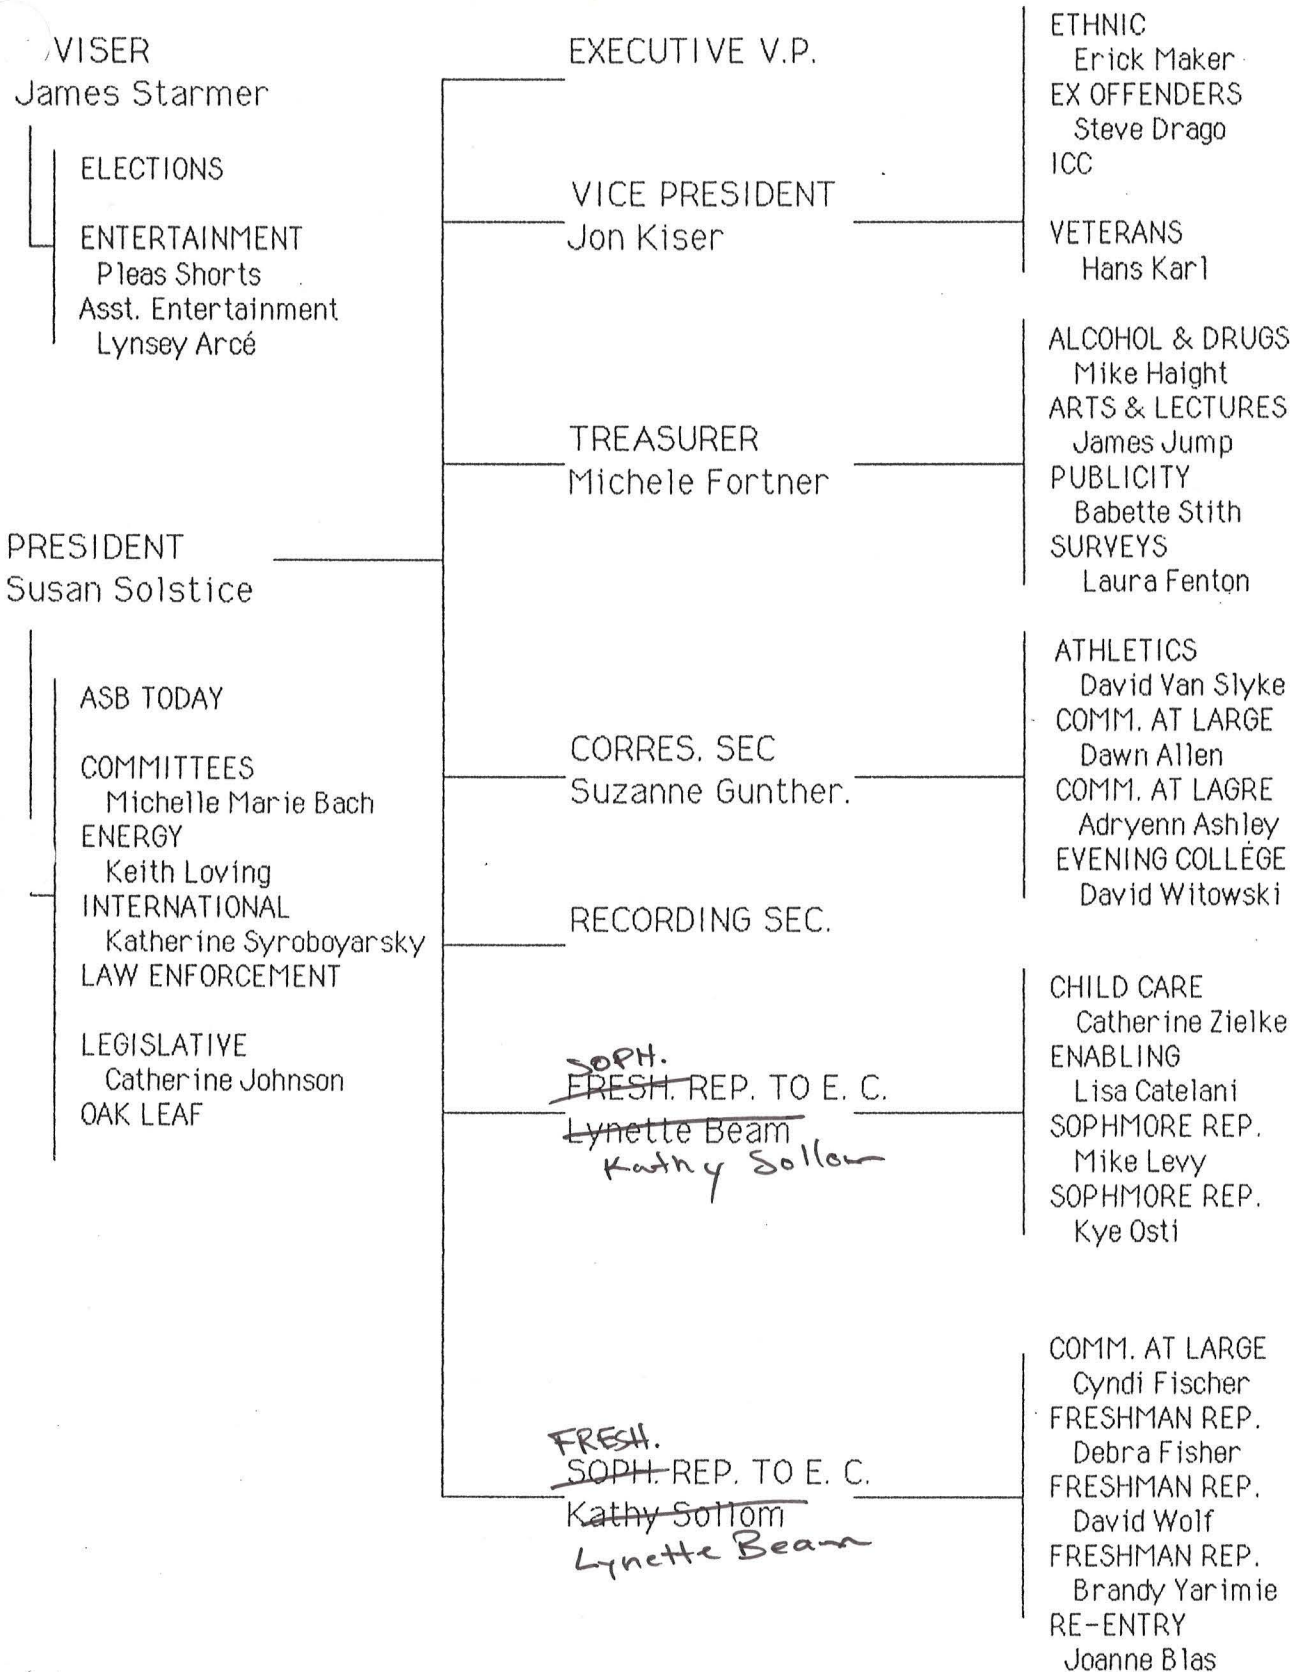 VISER
James Starmer
ELECTIONS
ENTERTAINMENT
Pleas Shorts
Asst. Entertainment
Lynsey Arcé
PRESIDENT
Susan Solstice
ASB TODAY
COMMITTEES
Michelle Marie Bach
ENERGY
Keith Loving
INTERNATIONAL
Katherine Syroboyarsky
LAW ENFORCEMENT
LEGISLATIVE
Catherine Johnson
OAK LEAF
EXECUTIVE V.P.
VICE PRESIDENT
Jon Kiser
TREASURER
Michele Fortner
CORRES. SEC
Suzanne Gunther.
RECORDING SEC.
SOPH.
FRESH. REP. TO E. C.
Lynette Beam
Kathy Sollom
FRESH.
SOPH. REP. TO E. C.
Kathy Sollom
Lynette Beam
ETHNIC
Erick Maker
EX OFFENDERS
Steve Drago
ICC
VETERANS
Hans Karl
ALCOHOL & DRUGS
Mike Haight
ARTS & LECTURES
James Jump
PUBLICITY
Babette Stith
SURVEYS
Laura Fenton
ATHLETICS
David Van Slyke
COMM. AT LARGE
Dawn Allen
COMM. AT LAGRE
Adryenn Ashley
EVENING COLLEGE
David Witowski
CHILD CARE
Catherine Zielke
ENABLING
Lisa Catelani
SOPHMORE REP.
Mike Levy
SOPHMORE REP.
Kye Osti
COMM. AT LARGE
Cyndi Fischer
FRESHMAN REP.
Debra Fisher
FRESHMAN REP.
David Wolf
FRESHMAN REP.
Brandy Yarimie
RE-ENTRY
Joanne Blas